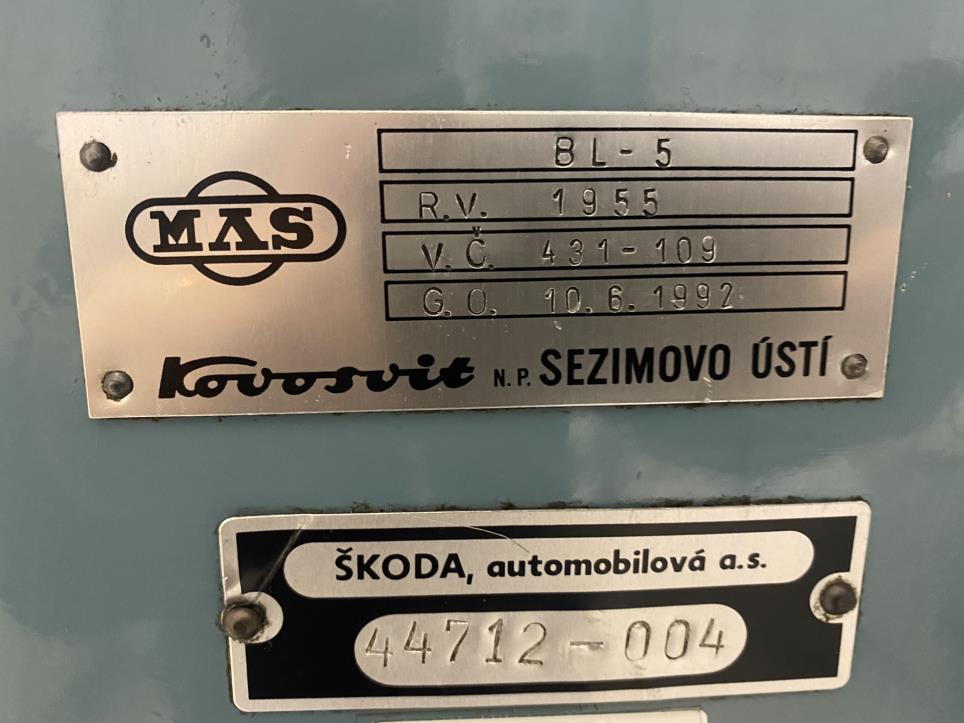 MAS
BL-5
R.V. 1955
V.Č. 431-109
G.O. 10.6.1992
Kovosvit N.P. SEZIMOVO ÚSTÍ
ŠKODA, automobilová a.s.
44712-004